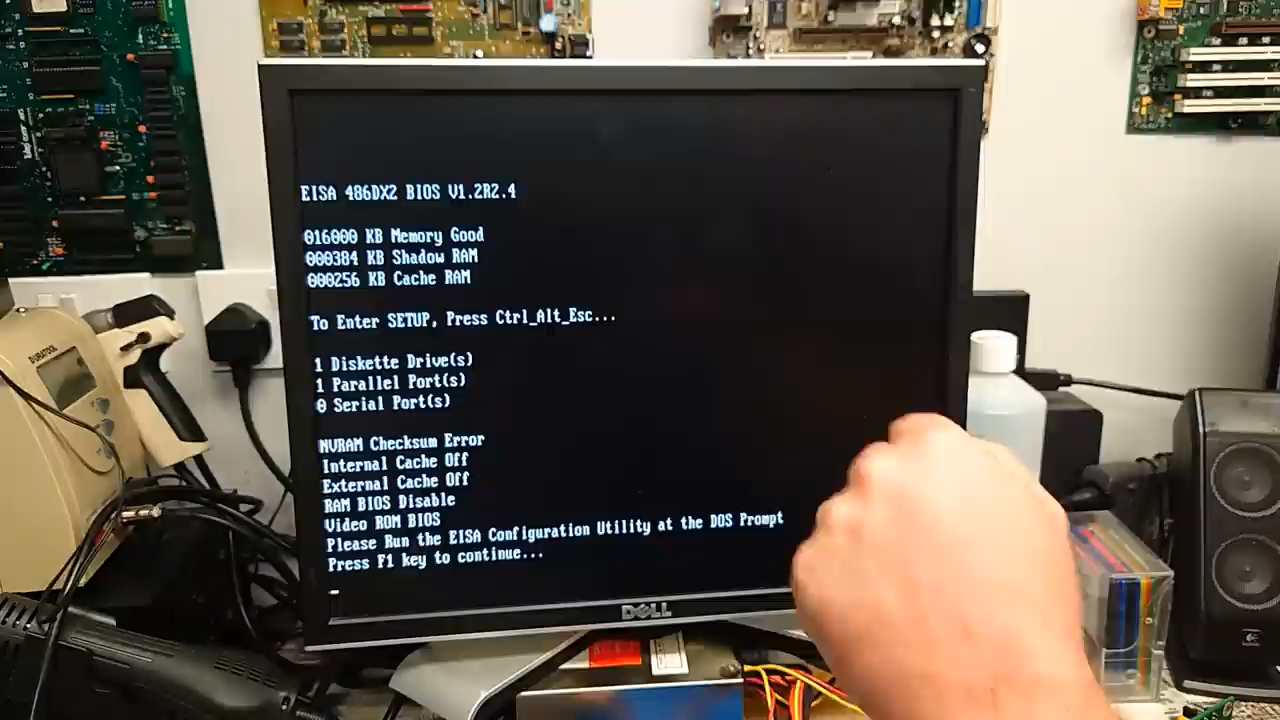 EISA 486DX2 BIOS V1.2R2.4
016000 KB Memory Good
000384 KB Shadow RAM
000256 KB Cache RAM
To Enter SETUP, Press Ctrl_Alt_Esc...
1 Diskette Drive(s)
1 Parallel Port(s)
0 Serial Port(s)
NVRAM Checksum Error
Internal Cache Off
External Cache Off
RAM BIOS Disable
Video ROM BIOS
Please Run the EISA Configuration Utility at the DOS Prompt
Press F1 key to continue...
DELL
DURATOOL